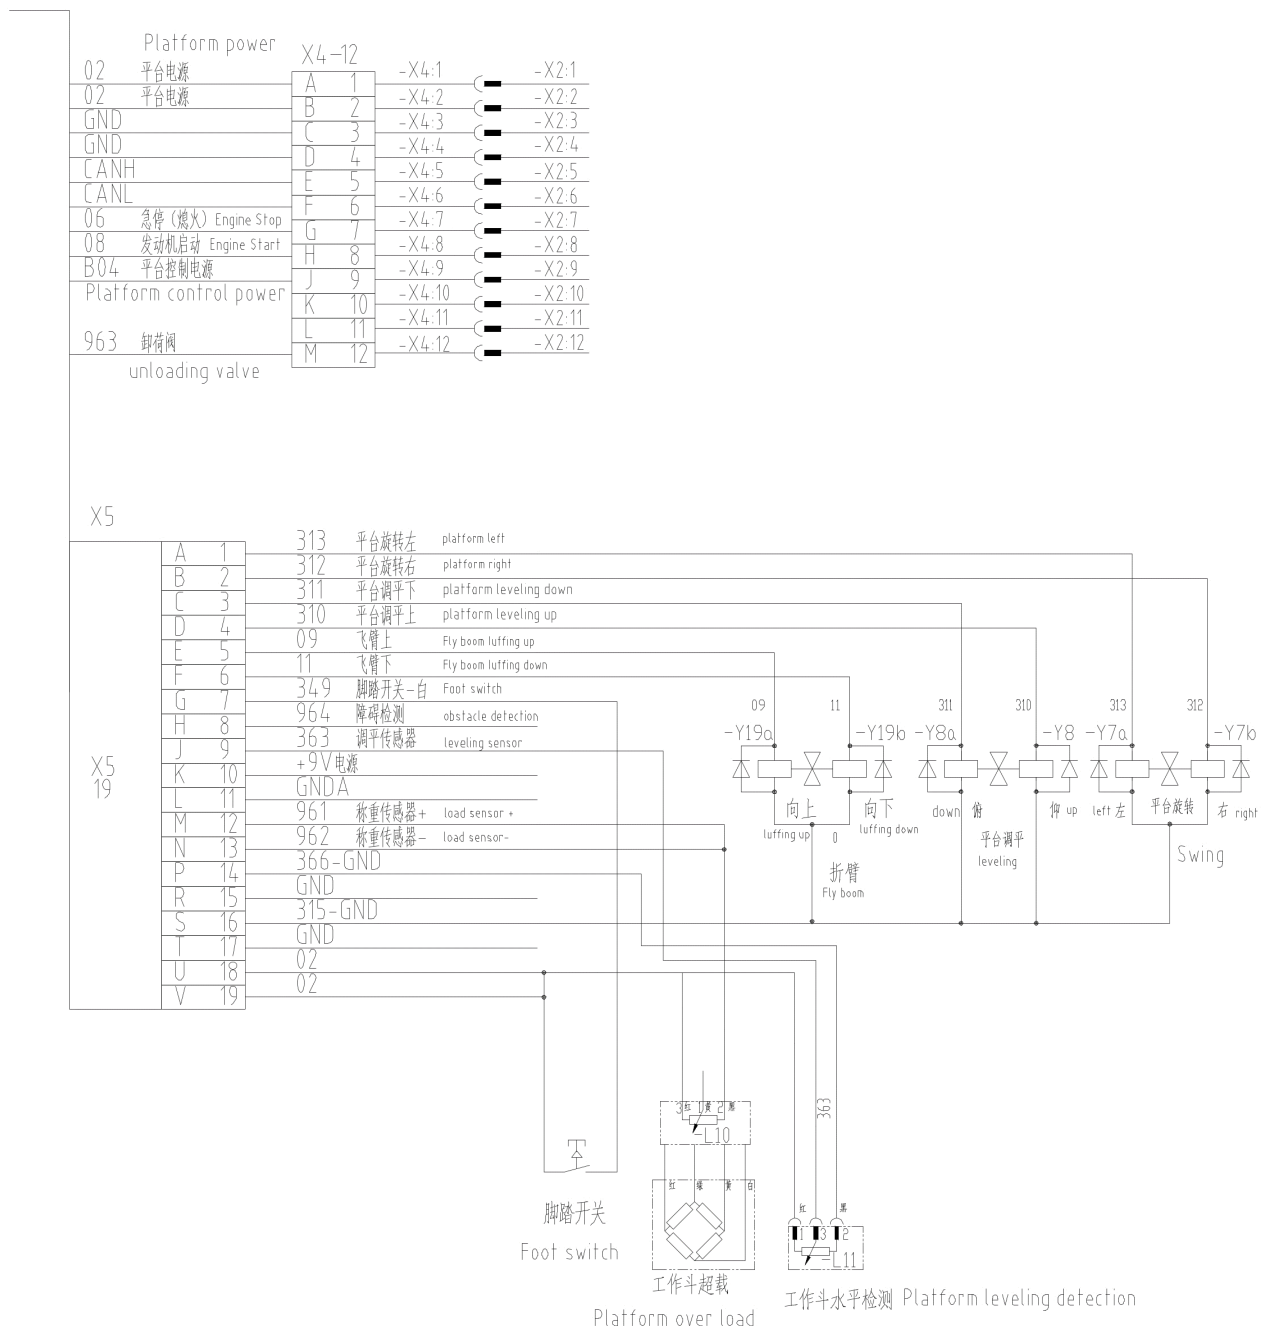 Platform power
X4-12
02 平台电源 A 1 -X4:1 -X2:1
02 平台电源 B 2 -X4:2 -X2:2
GND C 3 -X4:3 -X2:3
GND D 4 -X4:4 -X2:4
CANH E 5 -X4:5 -X2:5
CANL F 6 -X4:6 -X2:6
06 急停（熄火）Engine Stop G 7 -X4:7 -X2:7
08 发动机启动 Engine Start H 8 -X4:8 -X2:8
B04 平台控制电源 J 9 -X4:9 -X2:9
Platform control power K 10 -X4:10 -X2:10
L 11 -X4:11 -X2:11
963 卸荷阀 M 12 -X4:12 -X2:12
unloading valve
X5
A 1 313 平台旋转左 platform left
B 2 312 平台旋转右 platform right
C 3 311 平台调平下 platform leveling down
D 4 310 平台调平上 platform leveling up
E 5 09 飞臂上 Fly boom luffing up
F 6 11 飞臂下 Fly boom luffing down
G 7 349 脚踏开关-白 Foot switch
H 8 964 障碍检测 obstacle detection
J 9 363 调平传感器 leveling sensor
K 10 +9V电源
L 11 GNDA
M 12 961 称重传感器+ load sensor +
N 13 962 称重传感器- load sensor-
P 14 366-GND
R 15 GND
S 16 315-GND
T 17 GND
U 18 02
V 19 02
X5
19
09 11 311 310 313 312
-Y19a -Y19b -Y8a -Y8 -Y7a -Y7b
向上 向下 down 俯 仰 up left 左 平台旋转 右 right
luffing up 0 luffing down
平台调平
leveling
Swing
折臂
Fly boom
363
3 红 1 黄 2 黑
-L10
红 绿 黄 白
脚踏开关
Foot switch
工作斗超载
Platform over load
红 黑
1 3 2
-L11
工作斗水平检测 Platform leveling detection